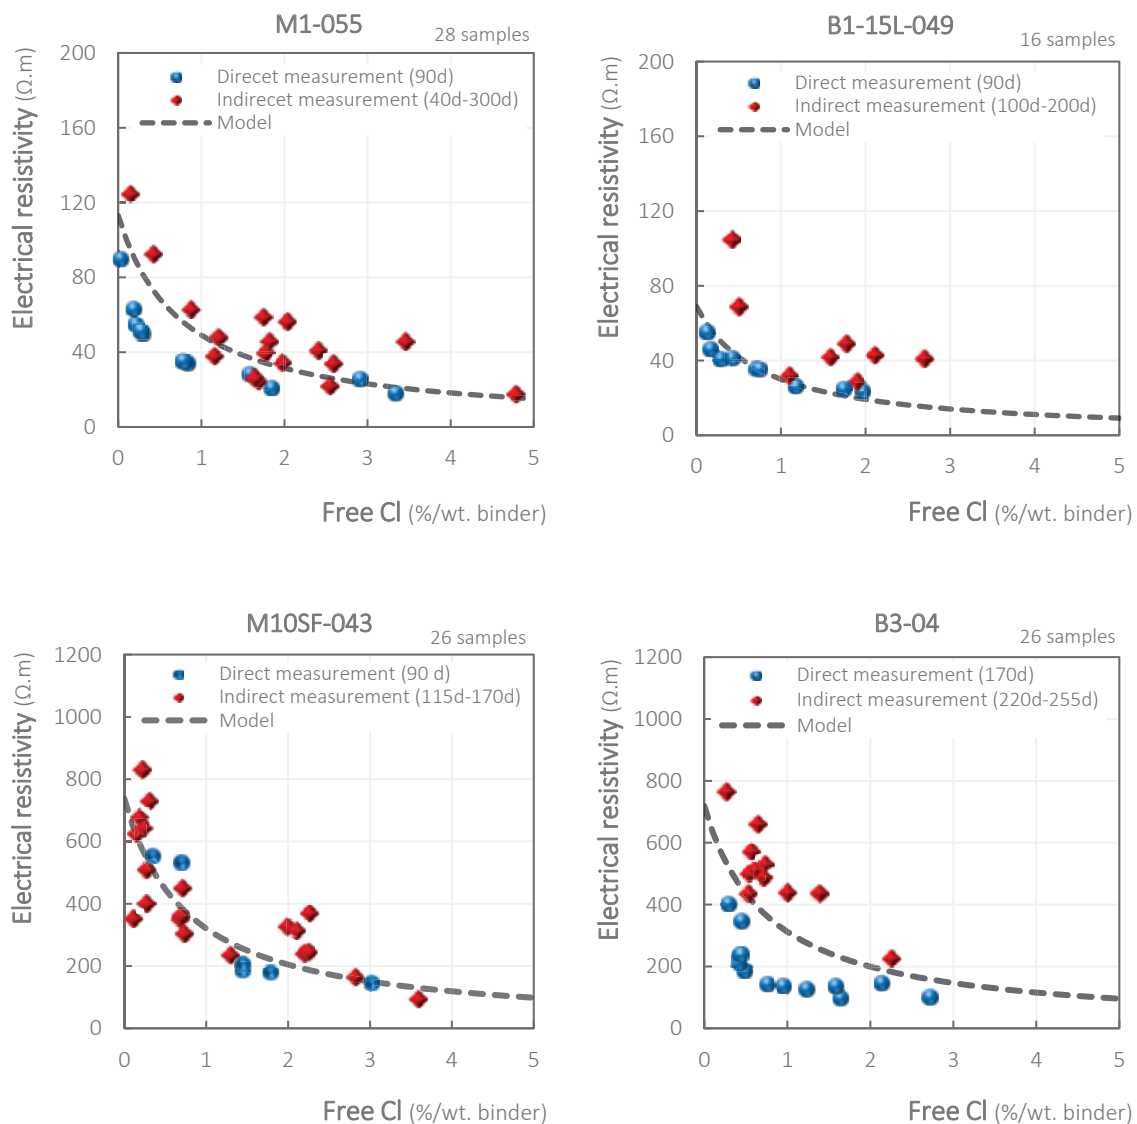 M1-055
28 samples
Direcet measurement (90d)
Indirecet measurement (40d-300d)
Model
Electrical resistivity (Ω.m)
200
160
120
80
40
0
0 1 2 3 4 5
Free Cl (%/wt. binder)
B1-15L-049
16 samples
Direct measurement (90d)
Indirect measurement (100d-200d)
Model
Electrical resistivity (Ω.m)
200
160
120
80
40
0
0 1 2 3 4 5
Free Cl (%/wt. binder)
M10SF-043
26 samples
Direct measurement (90 d)
Indirect measurement (115d-170d)
Model
Electrical resistivity (Ω.m)
1200
1000
800
600
400
200
0
0 1 2 3 4 5
Free Cl (%/wt. binder)
B3-04
26 samples
Direct measurement (170d)
Indirect measurement (220d-255d)
Model
Electrical resistivity (Ω.m)
1200
1000
800
600
400
200
0
0 1 2 3 4 5
Free Cl (%/wt. binder)